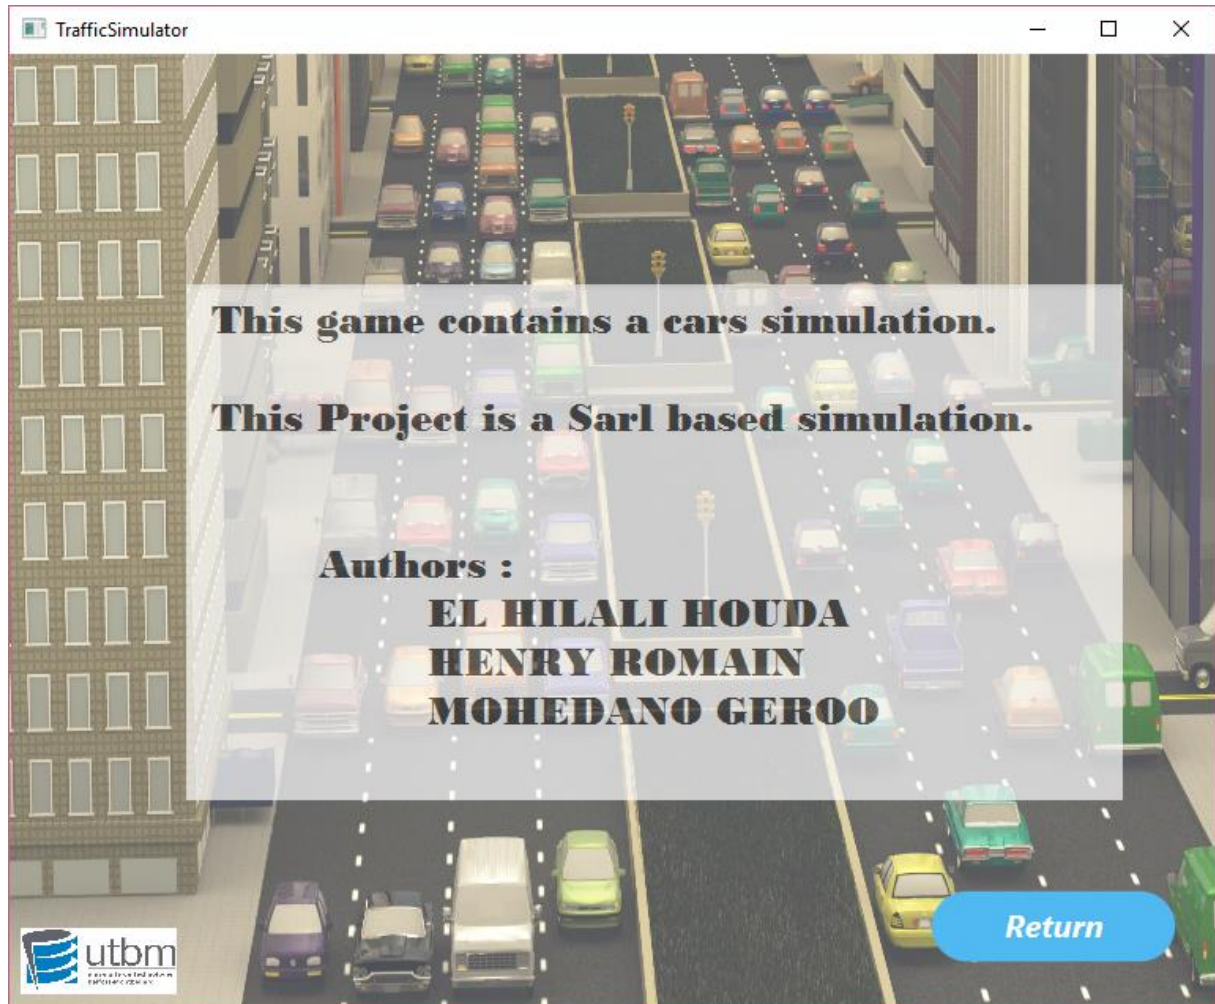 TrafficSimulator
This game contains a cars simulation.
This Project is a Sarl based simulation.
Authors :
EL HILALI HOUDA
HENRY ROMAIN
MOHEDANO GEROO
Return
utbm